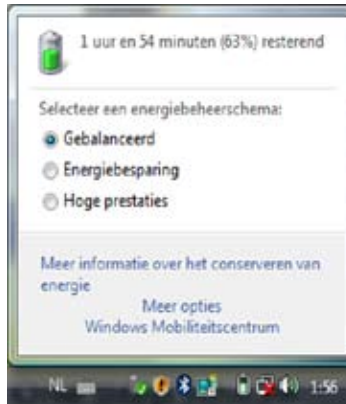 1 uur en 54 minuten (63%) resterend
Selecteer een energiebeheerschema:
Gebalanceerd
Energiebesparing
Hoge prestaties
Meer informatie over het conserveren van
energie
Meer opties
Windows Mobiliteitscentrum
NL 1:56